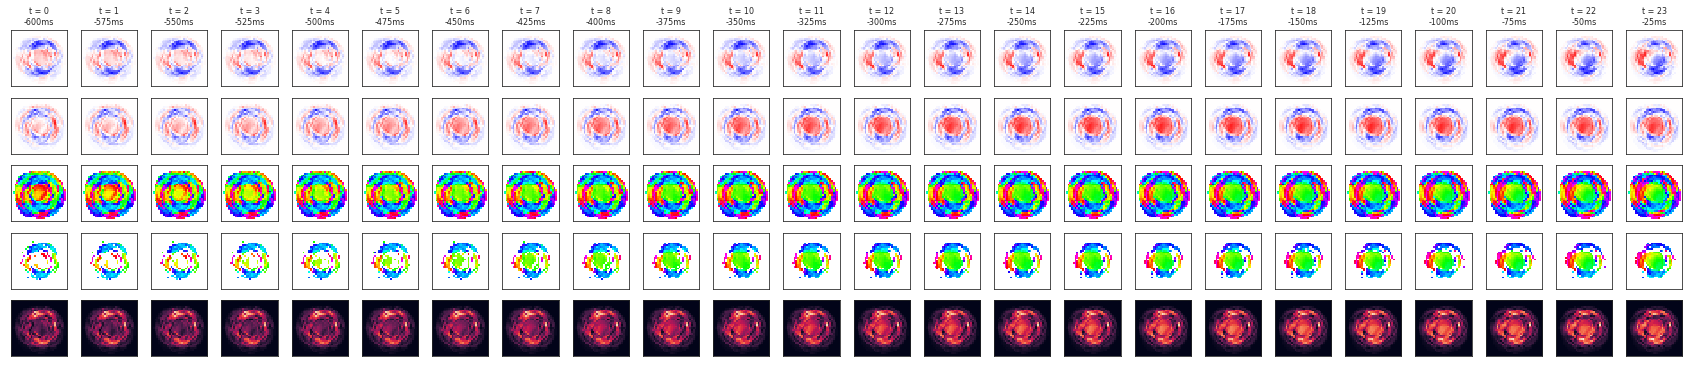 t = 0 t = 1 t = 2 t = 3 t = 4 t = 5 t = 6 t = 7 t = 8 t = 9 t = 10 t = 11 t = 12 t = 13 t = 14 t = 15 t = 16 t = 17 t = 18 t = 19 t = 20 t = 21 t = 22 t = 23
-600ms -575ms -550ms -525ms -500ms -475ms -450ms -425ms -400ms -375ms -350ms -325ms -300ms -275ms -250ms -225ms -200ms -175ms -150ms -125ms -100ms -75ms -50ms -25ms